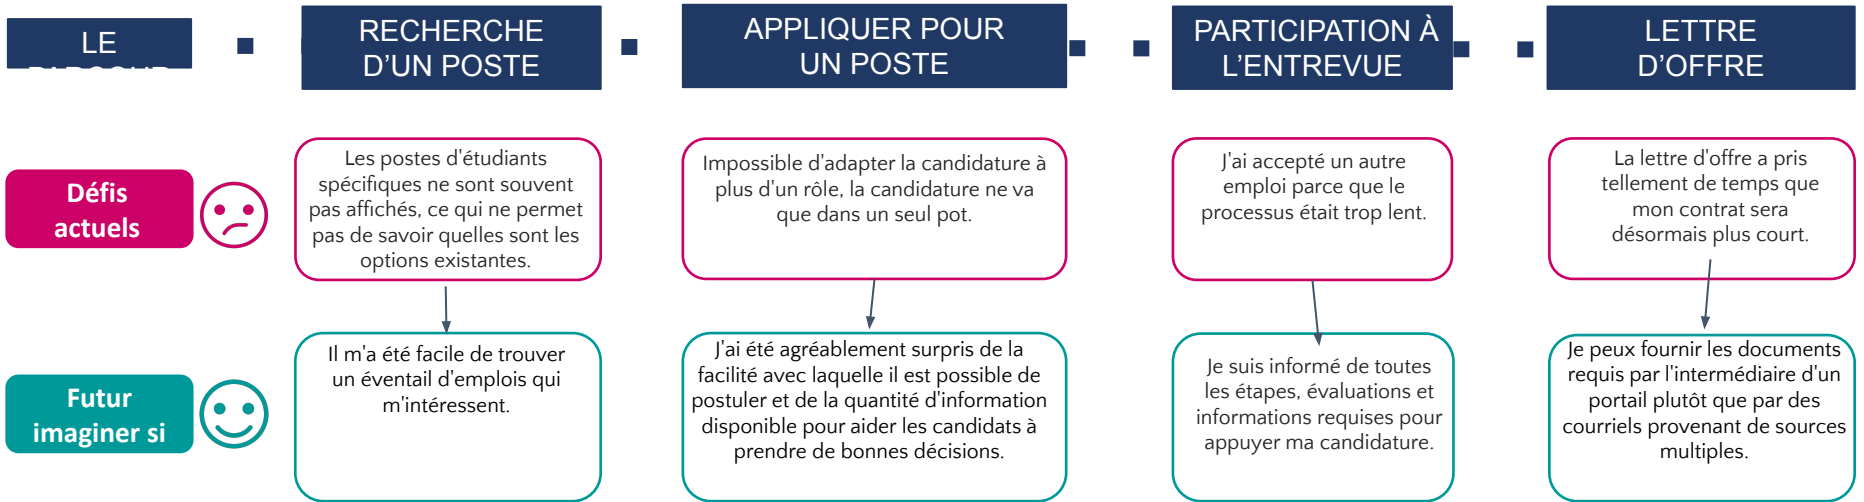 LE
RECHERCHE
D'UN POSTE
APPLIQUER POUR
UN POSTE
PARTICIPATION À
L'ENTREVUE
LETTRE
D'OFFRE
Défis
actuels
Les postes d'étudiants
spécifiques ne sont souvent
pas affichés, ce qui ne permet
pas de savoir quelles sont les
options existantes.
Impossible d'adapter la candidature à
plus d'un rôle, la candidature ne va
que dans un seul pot.
J'ai accepté un autre
emploi parce que le
processus était trop lent.
La lettre d'offre a pris
tellement de temps que
mon contrat sera
désormais plus court.
Futur
imaginer si
Il m'a été facile de trouver
un éventail d'emplois qui
m'intéressent.
J'ai été agréablement surpris de la
facilité avec laquelle il est possible de
postuler et de la quantité d'information
disponible pour aider les candidats à
prendre de bonnes décisions.
Je suis informé de toutes
les étapes, évaluations et
informations requises pour
appuyer ma candidature.
Je peux fournir les documents
requis par l'intermédiaire d'un
portail plutôt que par des
courriels provenant de sources
multiples.